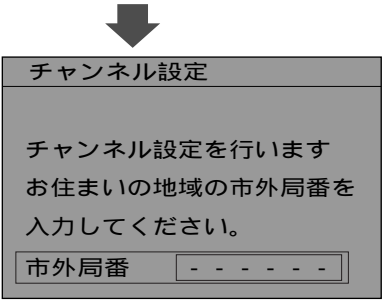 チャンネル設定
チャンネル設定を行います
お住まいの地域の市外局番を
入力してください。
市外局番 - - - - - -